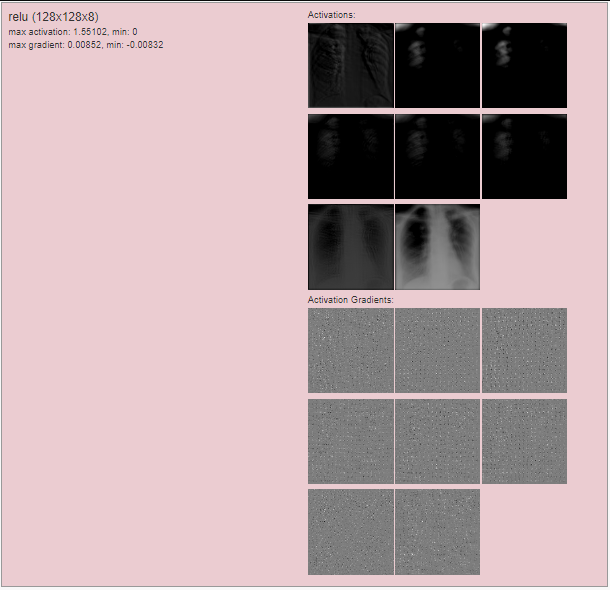 relu (128x128x8)
max activation: 1.55102, min: 0
max gradient: 0.00852, min: -0.00832
Activations:
Activation Gradients: